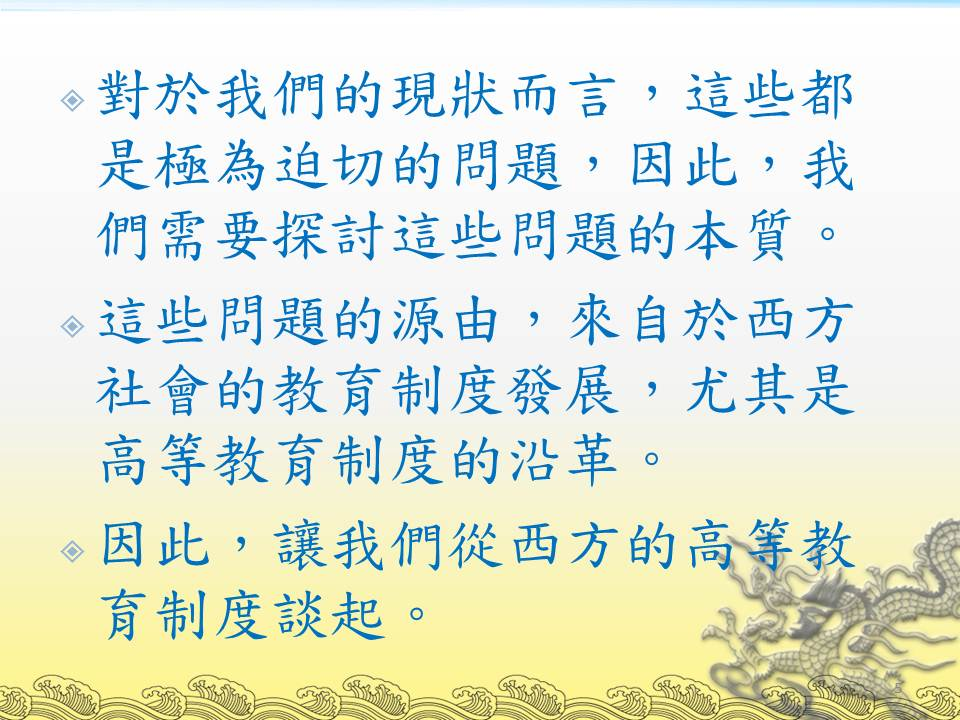 對於我們的現狀而言，這些都
是極為迫切的問題，因此，我
們需要探討這些問題的本質。
這些問題的源由，來自於西方
社會的教育制度發展，尤其是
高等教育制度的沿革。
因此，讓我們從西方的高等教
育制度談起。